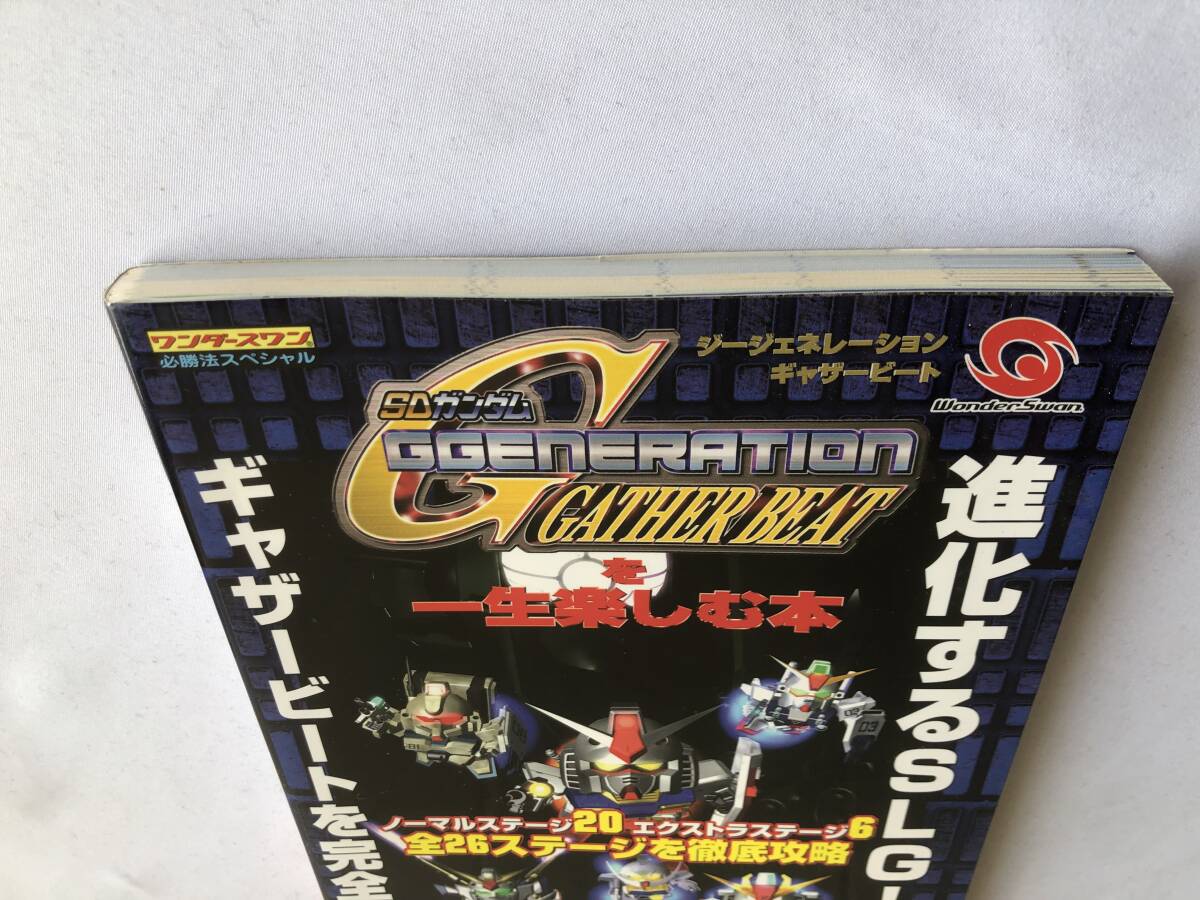 ワンダースワン®
必勝法スペシャル
ジージェネレーション
ギャザービート
WonderSwan
SDガンダム
GGENERATION
GATHER BEAT
を
一生楽しむ本
進化するSLG
ギャザービートを完全
ノーマルステージ20 エクストラステージ6
全26ステージを徹底攻略